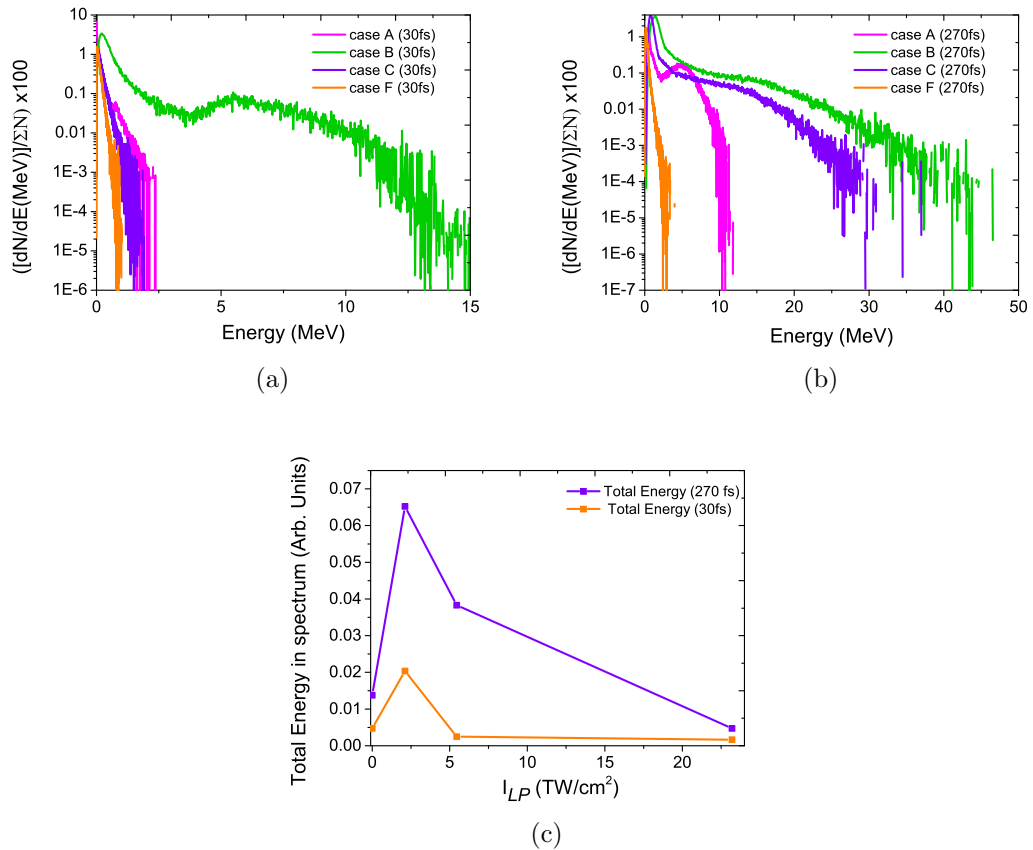 ([dN/dE(MeV)]/ΣN) x100
10
1
0.1
0.01
1E-3
1E-4
1E-5
1E-6
0
5
10
15
Energy (MeV)
case A (30fs)
case B (30fs)
case C (30fs)
case F (30fs)
(a)
([dN/dE(MeV)]/ΣN) x100
10
1
0.1
0.01
1E-3
1E-4
1E-5
1E-6
1E-7
0
10
20
30
40
50
Energy (MeV)
case A (270fs)
case B (270fs)
case C (270fs)
case F (270fs)
(b)
Total Energy in spectrum (Arb. Units)
0.07
0.06
0.05
0.04
0.03
0.02
0.01
0.00
0
5
10
15
20
I_LP (TW/cm²)
Total Energy (270 fs)
Total Energy (30fs)
(c)